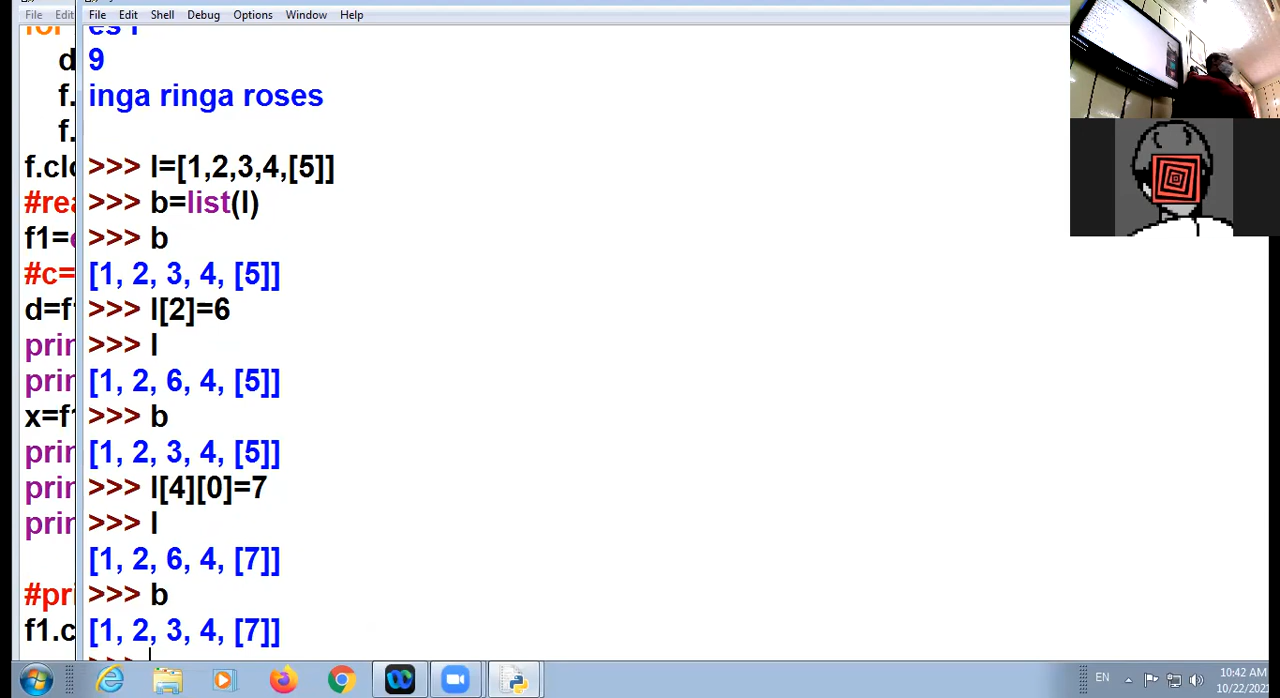 File Edit
File Edit Shell Debug Options Window Help
for
es r
d
9
f.
inga ringa roses
f.
f.clo
>>> l=[1,2,3,4,[5]]
#rea
>>> b=list(l)
f1=
>>> b
#c=
[1, 2, 3, 4, [5]]
d=f
>>> l[2]=6
prin
>>> l
prin
[1, 2, 6, 4, [5]]
x=f
>>> b
prin
[1, 2, 3, 4, [5]]
prin
>>> l[4][0]=7
prin
>>> l
[1, 2, 6, 4, [7]]
#pri
>>> b
f1.c
[1, 2, 3, 4, [7]]
>>>
EN
10:42 AM
10/22/202